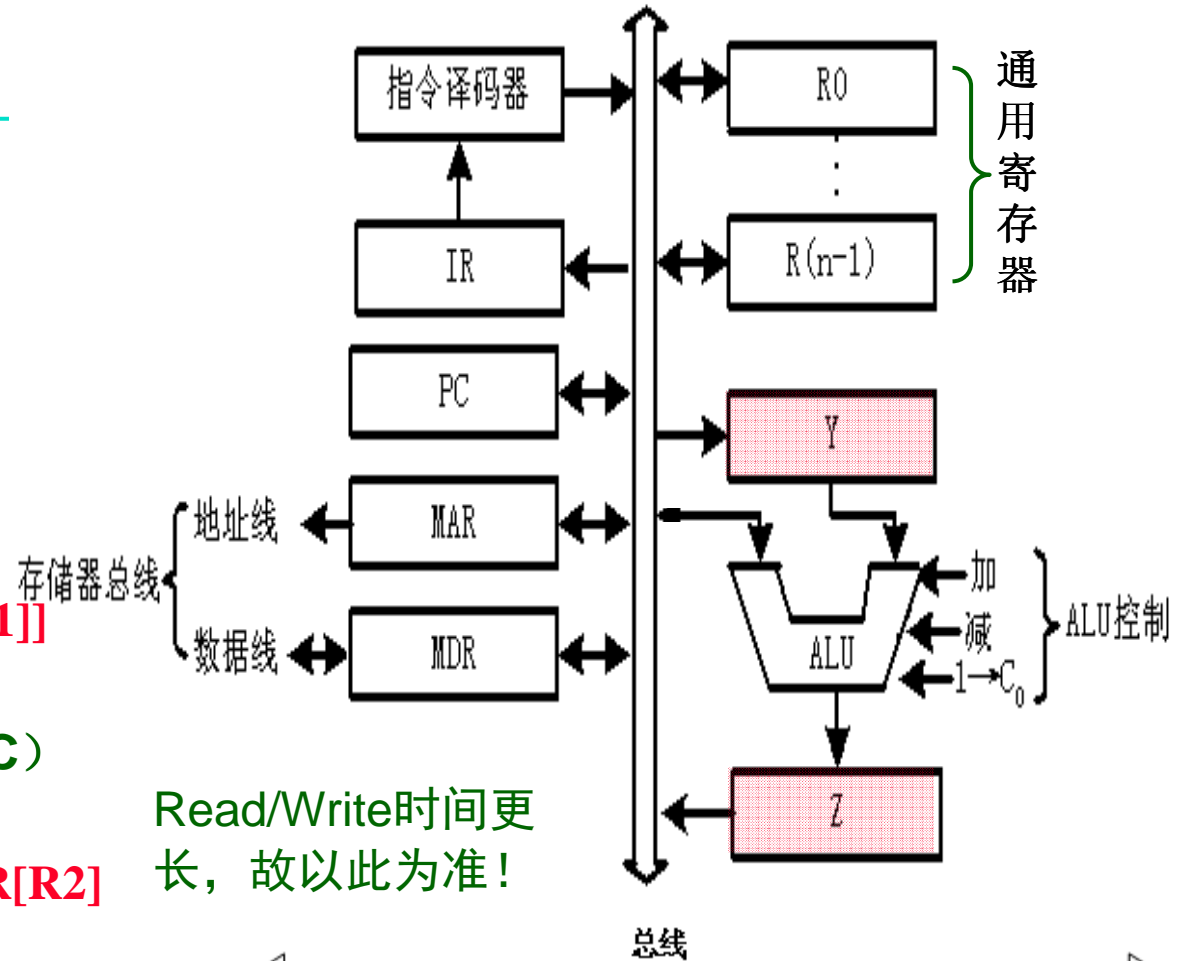 指令译码器
IR
PC
MAR
MDR
地址线
数据线
存储器总线
R0
R(n-1)
通用寄存器
Y
ALU
Z
加
减
1→C₀
ALU控制
1]]
C）
R[R2]
Read/Write时间更
长，故以此为准！
总线